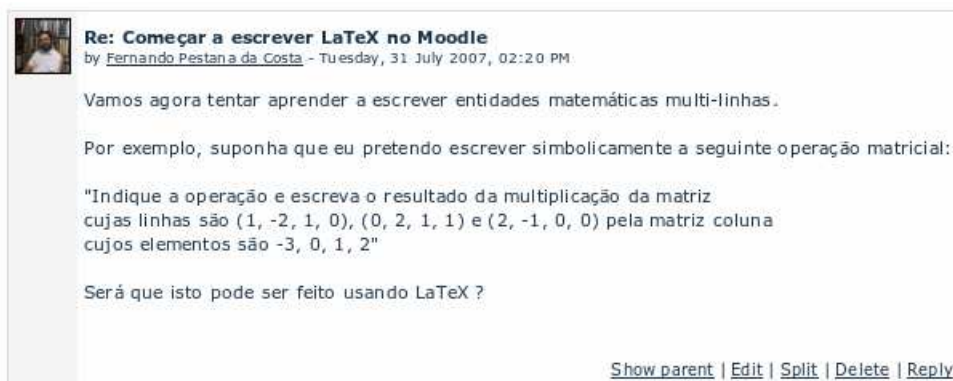 Re: Começar a escrever LaTeX no Moodle
by Fernando Pestana da Costa - Tuesday, 31 July 2007, 02:20 PM
Vamos agora tentar aprender a escrever entidades matemáticas multi-linhas.
Por exemplo, suponha que eu pretendo escrever simbolicamente a seguinte operação matricial:
"Indique a operação e escreva o resultado da multiplicação da matriz
cujas linhas são (1, -2, 1, 0), (0, 2, 1, 1) e (2, -1, 0, 0) pela matriz coluna
cujos elementos são -3, 0, 1, 2"
Será que isto pode ser feito usando LaTeX ?
Show parent | Edit | Split | Delete | Reply